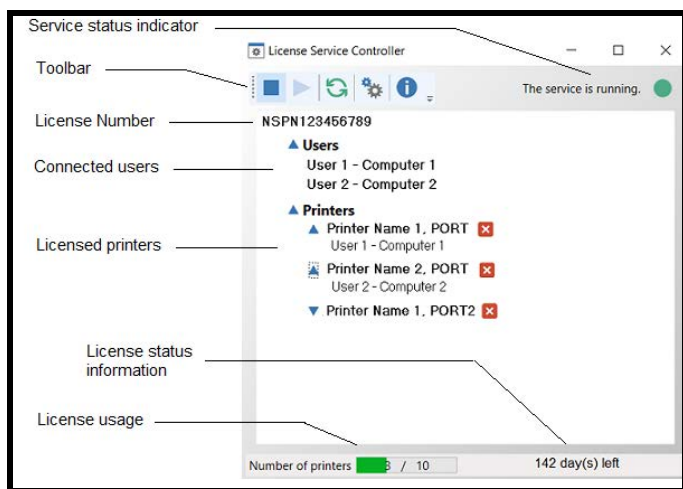 Service status indicator
License Service Controller
Toolbar
The service is running.
License Number
NSPN123456789
Users
Connected users
User 1 - Computer 1
User 2 - Computer 2
Printers
Printer Name 1, PORT
Licensed printers
User 1 - Computer 1
Printer Name 2, PORT
User 2 - Computer 2
Printer Name 1, PORT2
License status
information
License usage
Number of printers 3 / 10
142 day(s) left